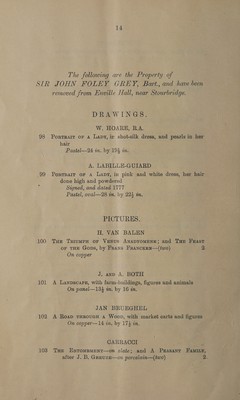 14
The following are the Property of
SIR JOHN FOLEY GREY, Bart., and have been
removed from Enville Hall, near Stourbridge.
DRAWINGS.
W. HOARE, R.A.
98 PORTRAIT OF A LADY, in shot-silk dress, and pearls in her
hair
Pastel—24 in. by 17½ in.
A. LABILLE-GUIARD
99 PORTRAIT OF A LADY, in pink and white dress, her hair
done high and powdered
Signed, and dated 1777
Pastel, oval—28 in. by 22½ in.
PICTURES.
H. VAN BALEN
100 THE TRIUMPH OF VENUS ANADYOMENE; and THE FEAST
OF THE GODS, by FRANS FRANCKEN—(two) 2
On copper
J. AND A. BOTH
101 A LANDSCAPE, with farm-buildings, figures and animals
On panel—13½ in. by 16 in.
JAN BRUEGHEL
102 A ROAD THROUGH A WOOD, with market carts and figures
On copper—14 in. by 17½ in.
CARRACCI
103 THE ENTOMBMENT—on slate; and A PEASANT FAMILY,
after J. B. GREUZE—on porcelain—(two) 2